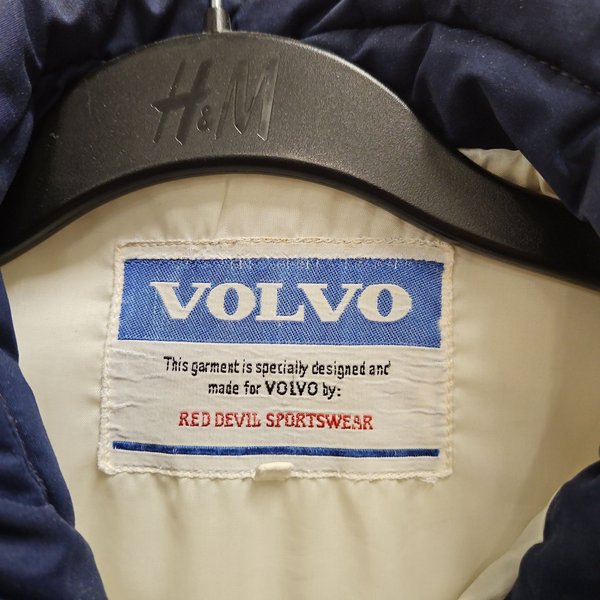 H&M
VOLVO
This garment is specially designed and
made for VOLVO by:
RED DEVIL SPORTSWEAR